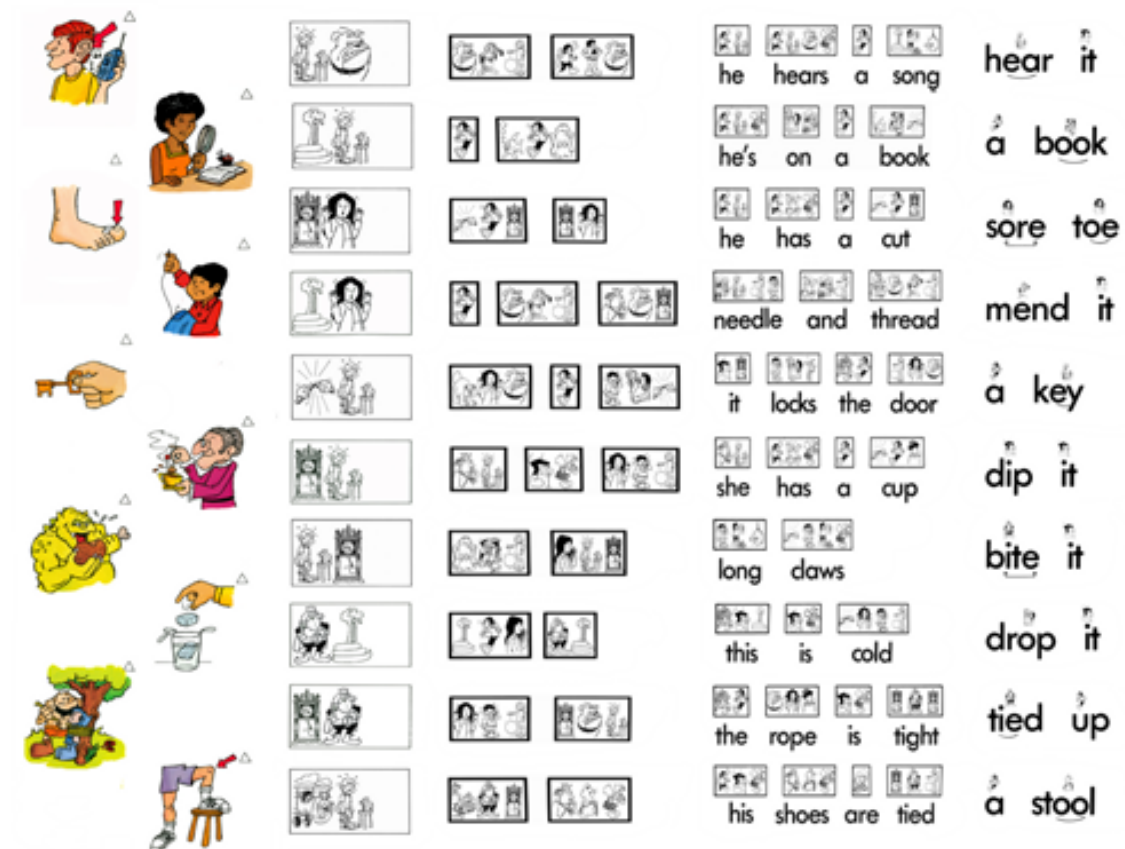 he hears a song
hear it
he's on a book
a book
he has a cut
sore toe
needle and thread
mend it
it locks the door
a key
she has a cup
dip it
long claws
bite it
this is cold
drop it
the rope is tight
tied up
his shoes are tied
a stool